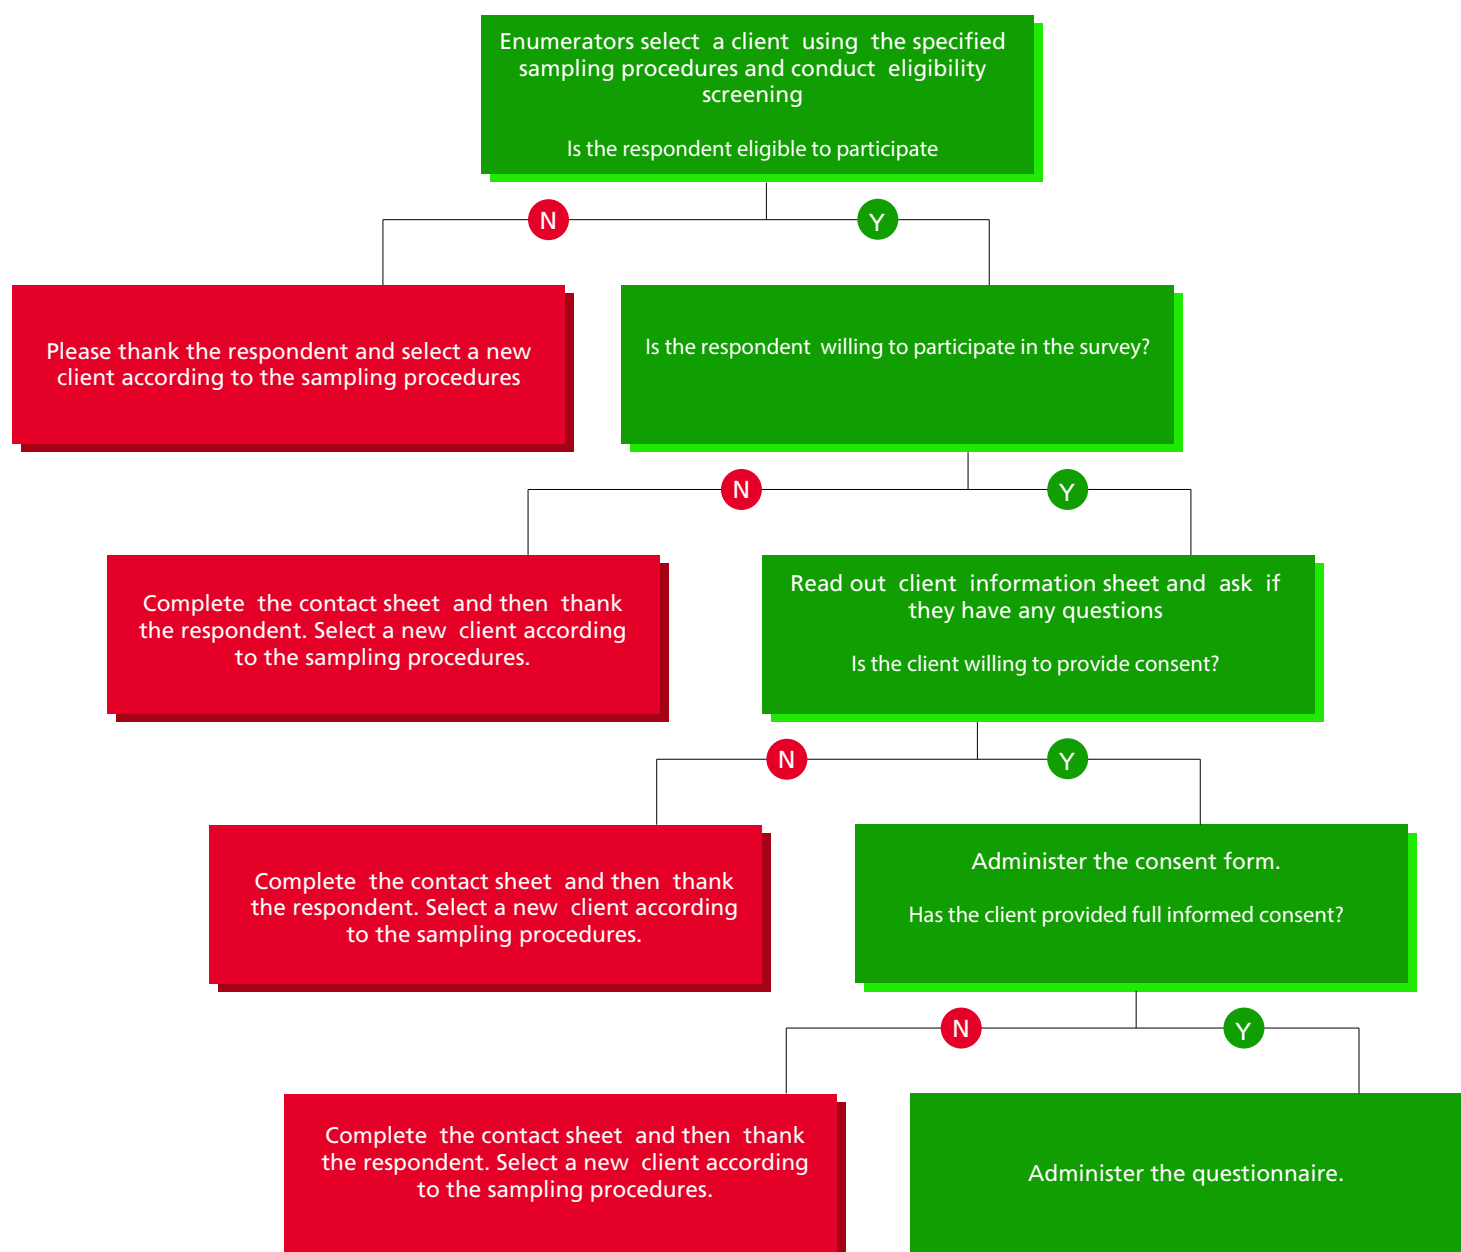 Enumerators select a client using the specified
sampling procedures and conduct eligibility
screening
Is the respondent eligible to participate
N
Y
Please thank the respondent and select a new
client according to the sampling procedures
Is the respondent willing to participate in the survey?
N
Y
Complete the contact sheet and then thank
the respondent. Select a new client according
to the sampling procedures.
Read out client information sheet and ask if
they have any questions
Is the client willing to provide consent?
N
Y
Complete the contact sheet and then thank
the respondent. Select a new client according
to the sampling procedures.
Administer the consent form.
Has the client provided full informed consent?
N
Y
Complete the contact sheet and then thank
the respondent. Select a new client according
to the sampling procedures.
Administer the questionnaire.